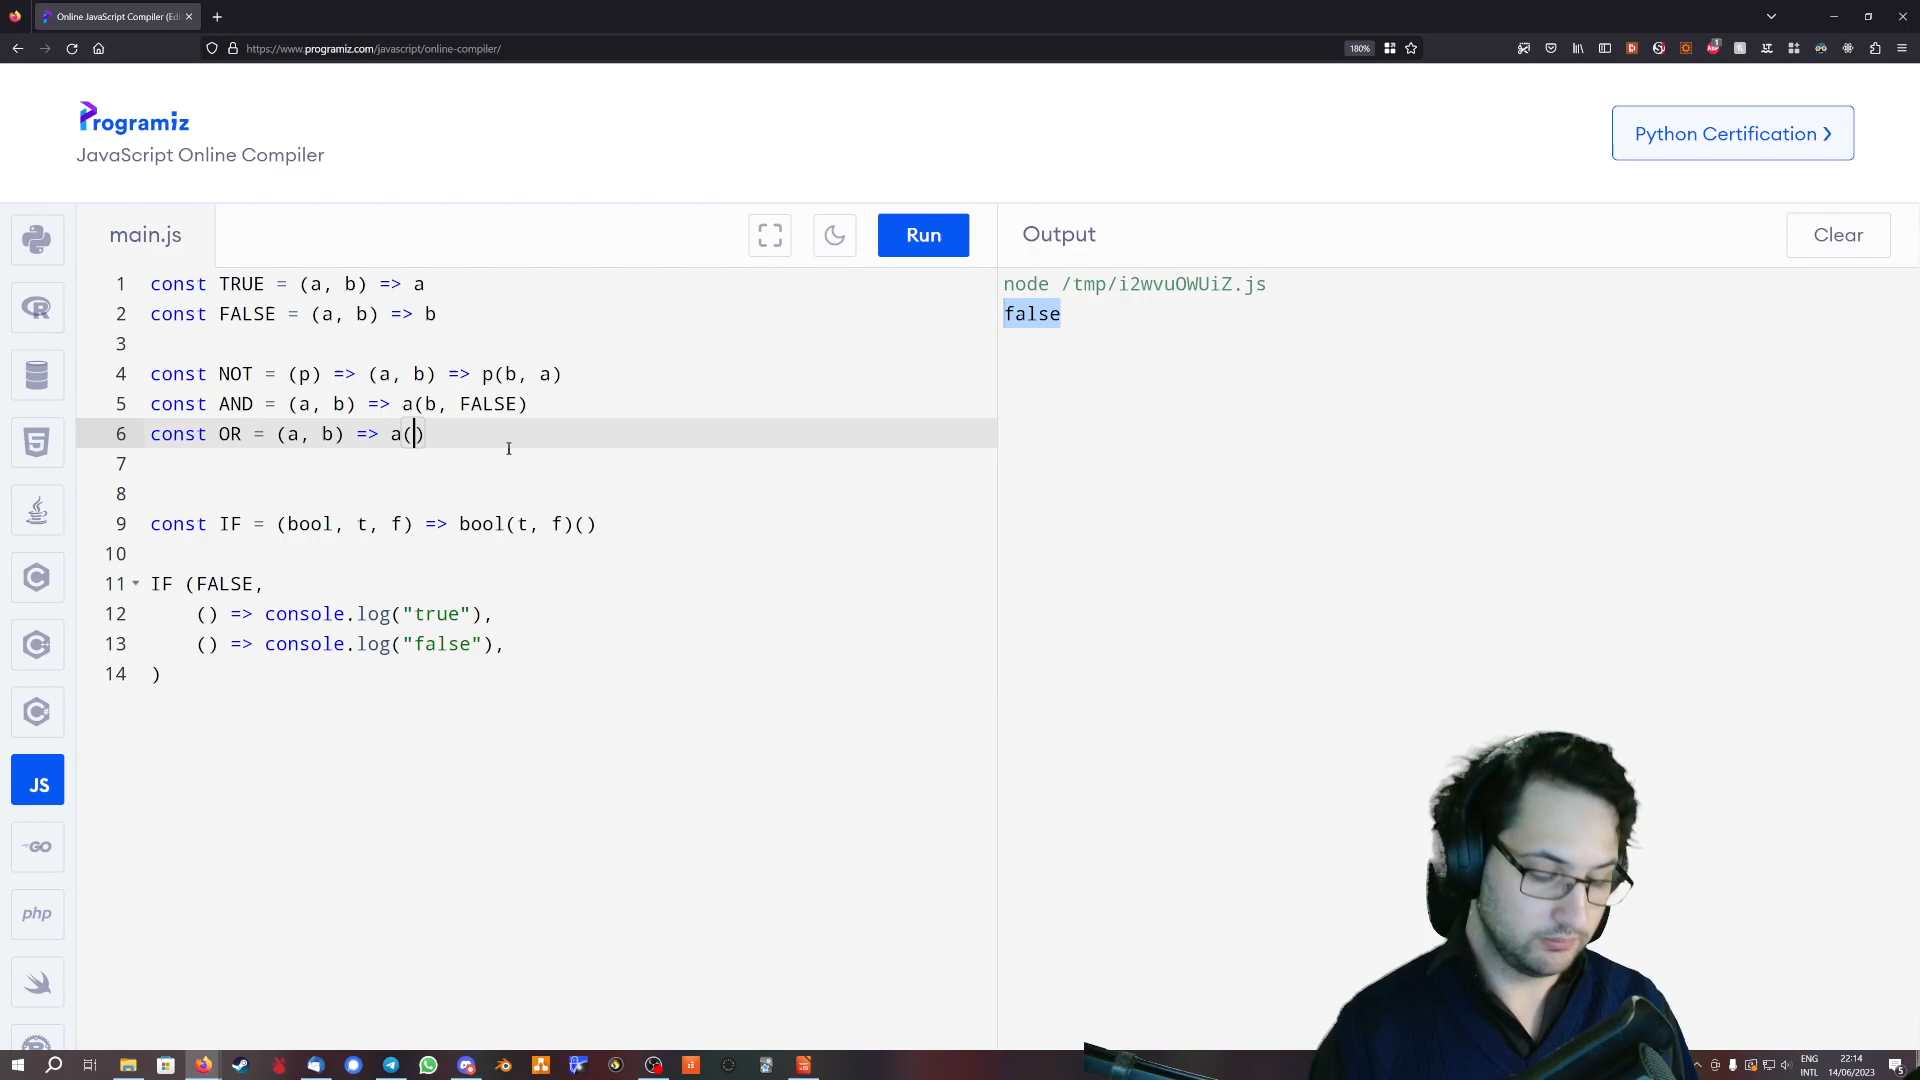 Online JavaScript Compiler (Edi
https://www.programiz.com/javascript/online-compiler/
180%
Programiz
JavaScript Online Compiler
Python Certification
main.js
Run
Output
Clear
1 const TRUE = (a, b) => a
2 const FALSE = (a, b) => b
3
4 const NOT = (p) => (a, b) => p(b, a)
5 const AND = (a, b) => a(b, FALSE)
6 const OR = (a, b) => a()
7
8
9 const IF = (bool, t, f) => bool(t, f)()
10
11 IF (FALSE,
12 () => console.log("true"),
13 () => console.log("false"),
14 )
node /tmp/i2wvuOWUiZ.js
false
JS
GO
php
ENG
INTL
22:14
14/06/2023